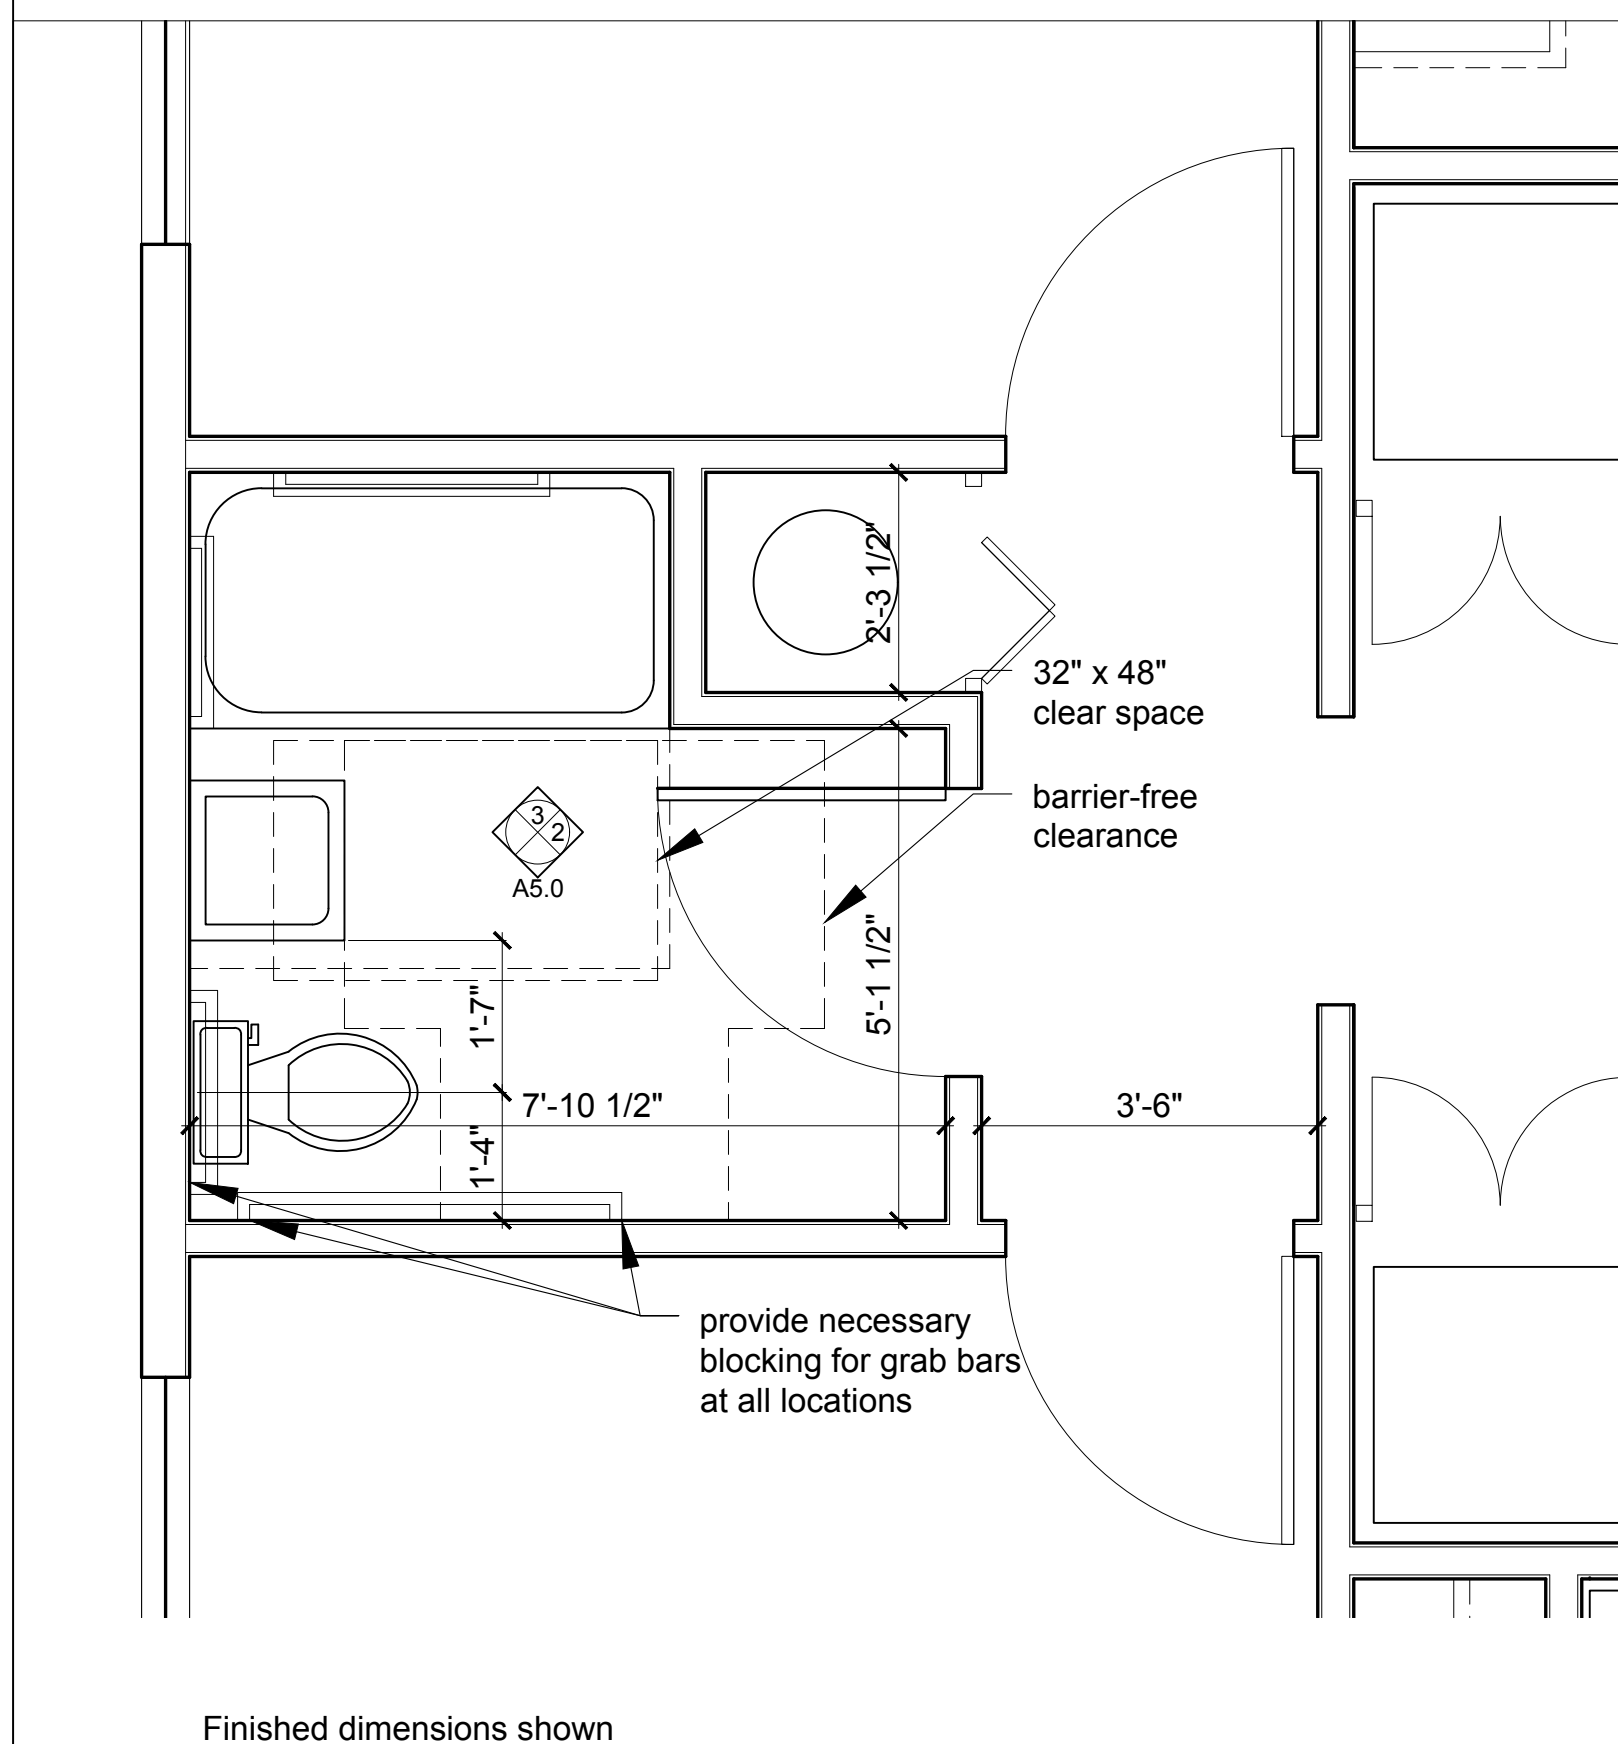 2'-3 1/2"
32" x 48"
clear space
barrier-free
clearance
3
2
A5.0
5'-1 1/2"
1'-7"
7'-10 1/2"
3'-6"
1'-4"
provide necessary
blocking for grab bars
at all locations
Finished dimensions shown